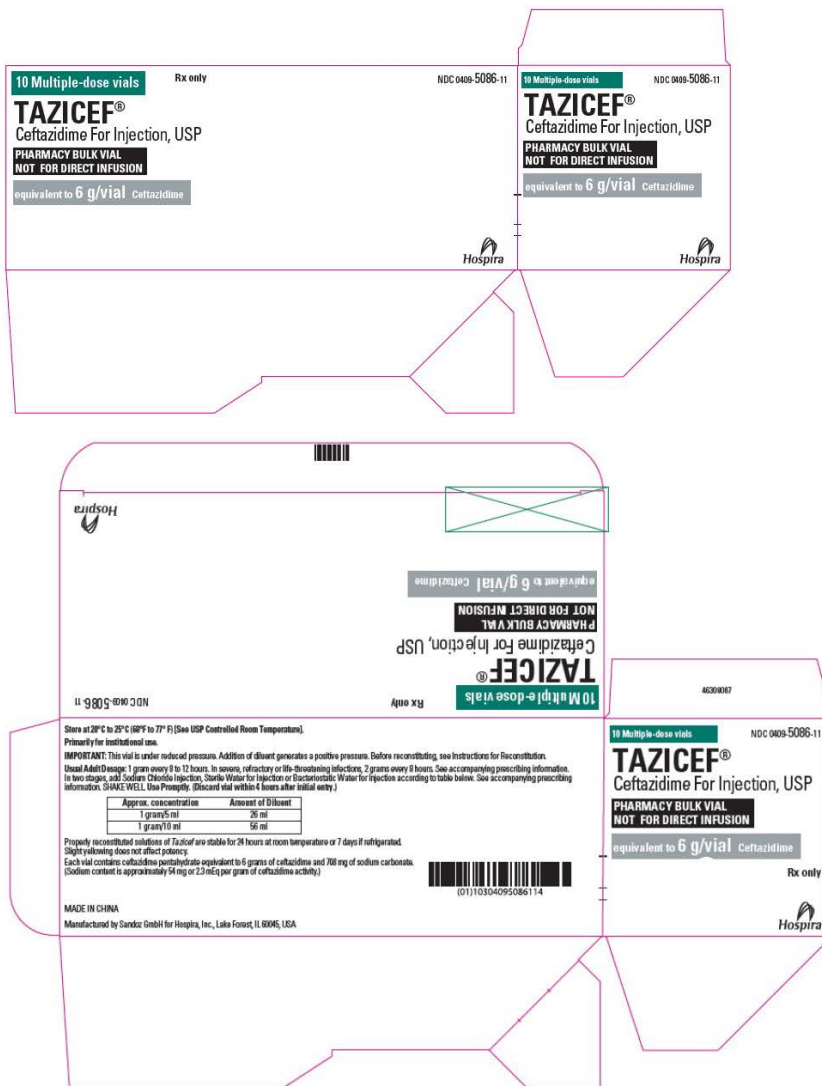 10 Multiple-dose vials
Rx only
NDC 0409-5086-11
TAZICEF®
Ceftazidime For Injection, USP
PHARMACY BULK VIAL
NOT FOR DIRECT INFUSION
equivalent to 6 g/vial Ceftazidime
Hospira
10 Multiple-dose vials
NDC 0409-5086-11
TAZICEF®
Ceftazidime For Injection, USP
PHARMACY BULK VIAL
NOT FOR DIRECT INFUSION
equivalent to 6 g/vial Ceftazidime
Hospira
10 Multiple-dose vials
Rx only
NDC 0409-5086-11
TAZICEF®
Ceftazidime For Injection, USP
PHARMACY BULK VIAL
NOT FOR DIRECT INFUSION
equivalent to 6 g/vial Ceftazidime
Hospira
Store at 20°C to 25°C (68°F to 77° F) [See USP Controlled Room Temperature].
Primarily for institutional use.
IMPORTANT: This vial is under reduced pressure. Addition of diluent generates a positive pressure. Before reconstituting, see Instructions for Reconstitution.
Usual Adult Dosage: 1 gram every 8 to 12 hours. In severe, refractory or life-threatening infections, 2 grams every 8 hours. See accompanying prescribing information.
In two stages, add Sodium Chloride Injection, Sterile Water for Injection or Bacteriostatic Water for Injection according to table below. See accompanying prescribing
information. SHAKE WELL. Use Promptly. (Discard vial within 4 hours after initial entry.)
Approx. concentration Amount of Diluent
1 gram/5 ml 26 ml
1 gram/10 ml 56 ml
Properly reconstituted solutions of Tazicef are stable for 24 hours at room temperature or 7 days if refrigerated.
Slight yellowing does not affect potency.
Each vial contains ceftazidime pentahydrate equivalent to 6 grams of ceftazidime and 708 mg of sodium carbonate.
(Sodium content is approximately 54 mg or 2.3 mEq per gram of ceftazidime activity.)
(01)10304095086114
MADE IN CHINA
Manufactured by Sandoz GmbH for Hospira, Inc., Lake Forest, IL 60045, USA
46309087
10 Multiple-dose vials
NDC 0409-5086-11
TAZICEF®
Ceftazidime For Injection, USP
PHARMACY BULK VIAL
NOT FOR DIRECT INFUSION
equivalent to 6 g/vial Ceftazidime
Rx only
Hospira